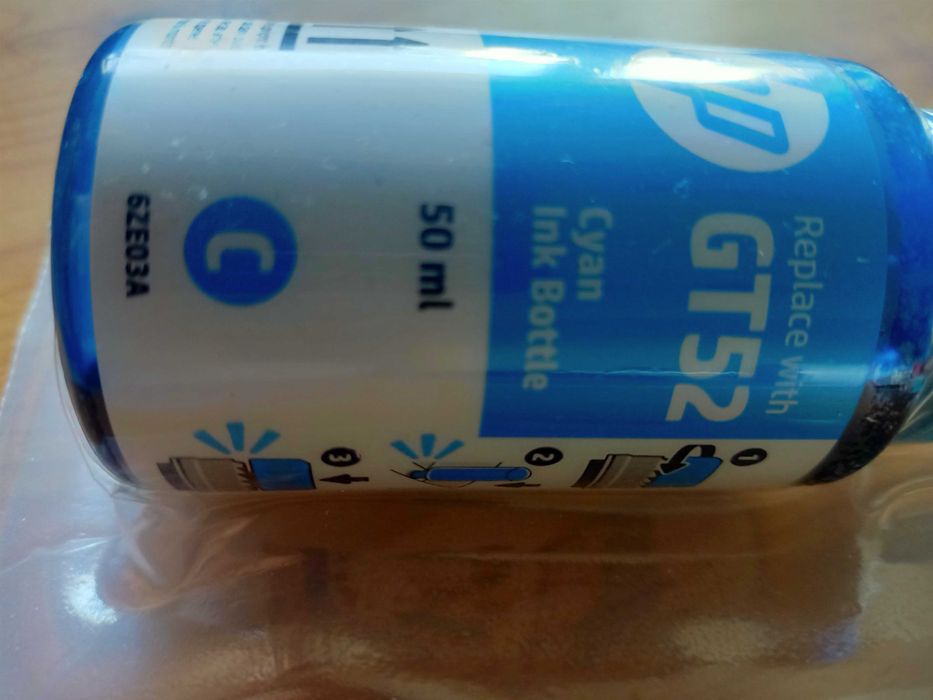 hp
Replace with
GT52
Cyan
Ink Bottle
50 ml
C
6ZE03A
1
2
3